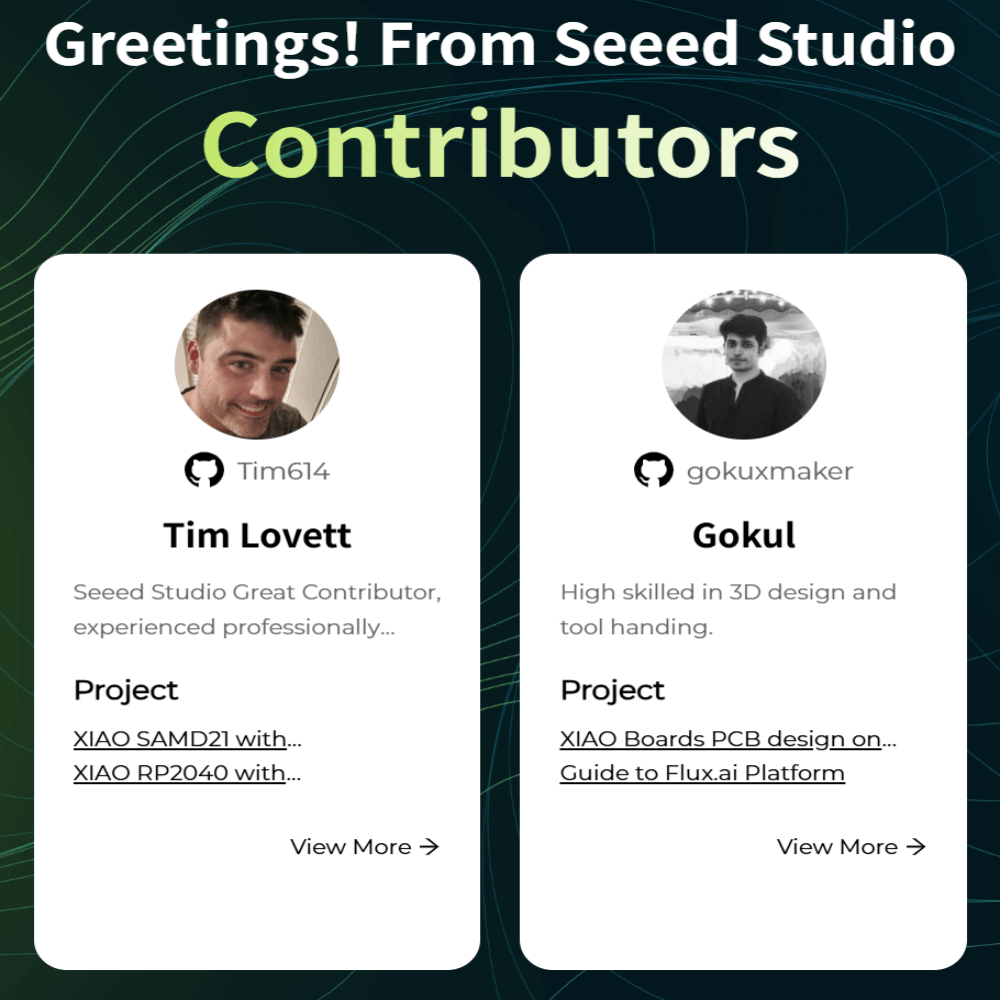 Greetings! From Seeed Studio
Contributors
Tim614
Tim Lovett
Seeed Studio Great Contributor,
experienced professionally...
Project
XIAO SAMD21 with...
XIAO RP2040 with...
View More →
gokuxmaker
Gokul
High skilled in 3D design and
tool handing.
Project
XIAO Boards PCB design on...
Guide to Flux.ai Platform
View More →